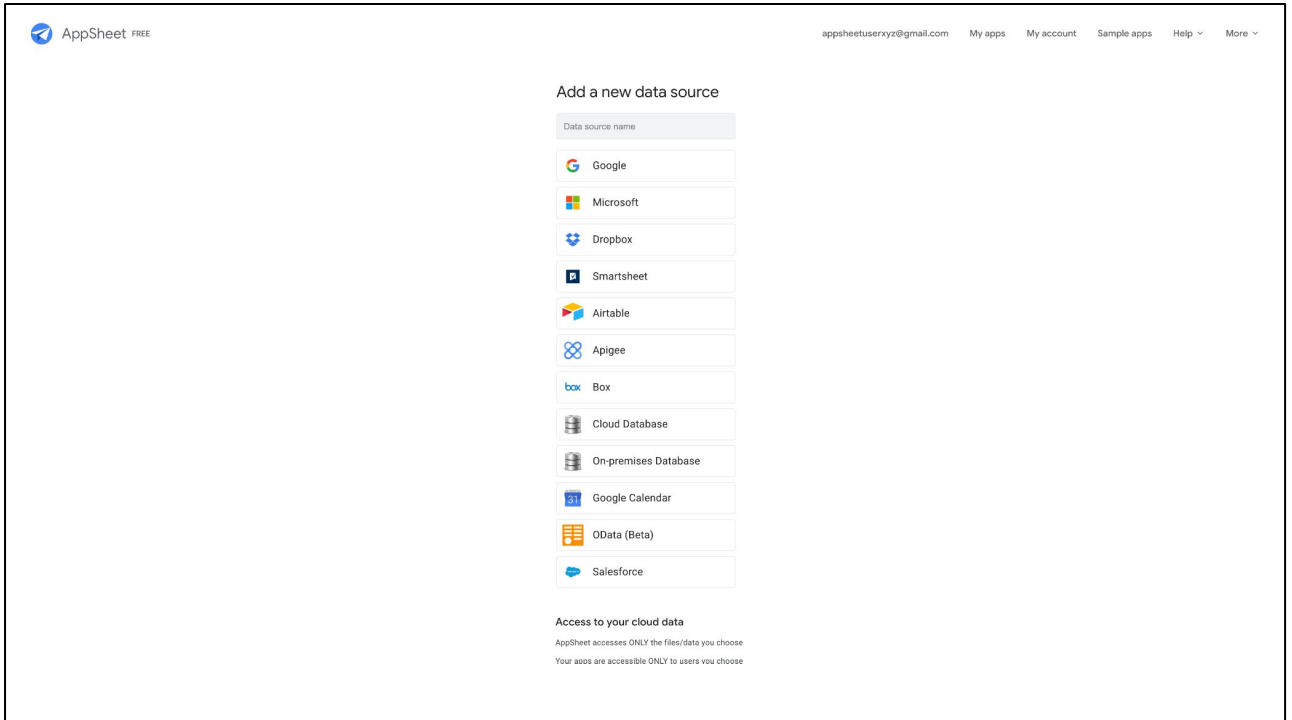 AppSheet FREE
appsheetuserxyz@gmail.com My apps My account Sample apps Help More
Add a new data source
Data source name
Google
Microsoft
Dropbox
Smartsheet
Airtable
Apigee
box Box
Cloud Database
On-premises Database
31 Google Calendar
OData (Beta)
Salesforce
Access to your cloud data
AppSheet accesses ONLY the files/data you choose
Your apps are accessible ONLY to users you choose